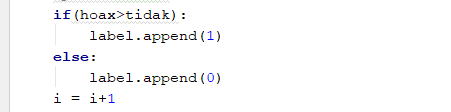 if(hoax>tidak):
    label.append(1)
else:
    label.append(0)
i = i+1